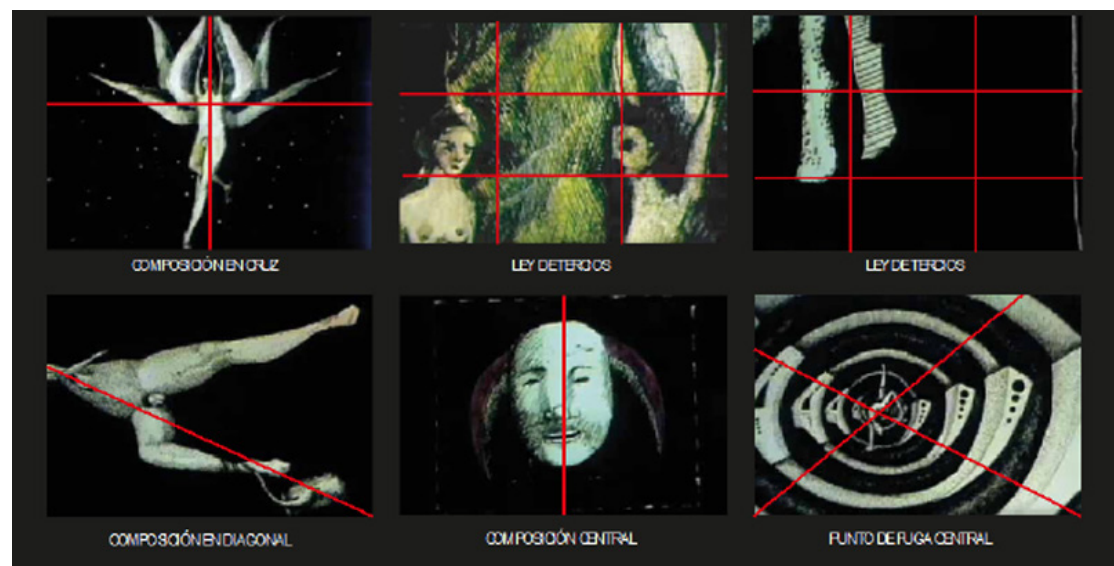 COMPOSICIÓN EN CRUZ
LEY DE TERCIOS
LEY DE TERCIOS
COMPOSICIÓN EN DIAGONAL
COMPOSICIÓN CENTRAL
PUNTO DE FUGA CENTRAL